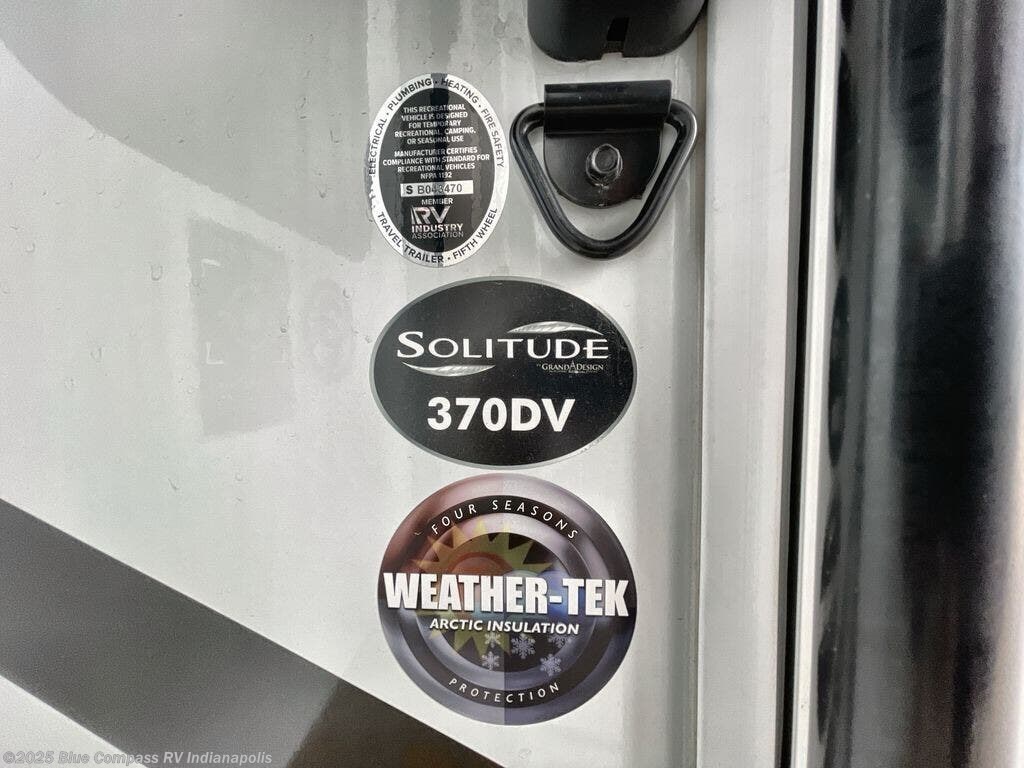 ELECTRICAL · PLUMBING · HEATING · FIRE SAFETY
THIS RECREATIONAL
VEHICLE IS DESIGNED
FOR TEMPORARY
RECREATIONAL, CAMPING,
OR SEASONAL USE
MANUFACTURER CERTIFIES
COMPLIANCE WITH STANDARD FOR
RECREATIONAL VEHICLES
NFPA 1192
S B043470
MEMBER
RV
INDUSTRY
ASSOCIATION
TRAVEL TRAILER · FIFTH WHEEL
SOLITUDE
BY GRAND DESIGN
370DV
FOUR SEASONS
WEATHER-TEK
ARCTIC INSULATION
PROTECTION
©2025 Blue Compass RV Indianapolis